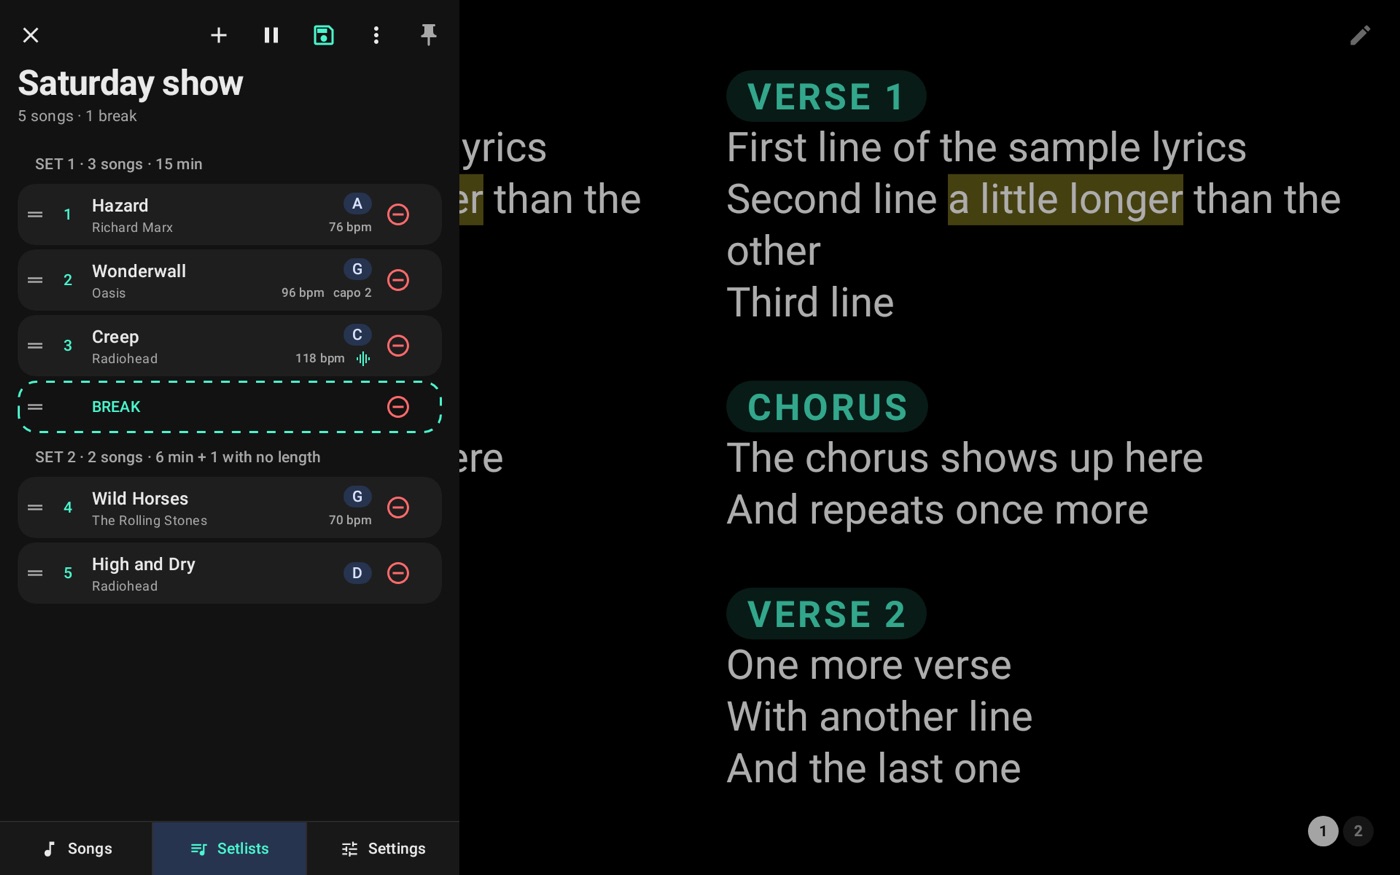 Saturday show
5 songs · 1 break
SET 1 · 3 songs · 15 min
1
Hazard
Richard Marx
A
76 bpm
2
Wonderwall
Oasis
G
96 bpm capo 2
3
Creep
Radiohead
C
118 bpm
BREAK
SET 2 · 2 songs · 6 min + 1 with no length
4
Wild Horses
The Rolling Stones
G
70 bpm
5
High and Dry
Radiohead
D
Songs
Setlists
Settings
yrics
er than the
ere
VERSE 1
First line of the sample lyrics
Second line a little longer than the
other
Third line
CHORUS
The chorus shows up here
And repeats once more
VERSE 2
One more verse
With another line
And the last one
1 2